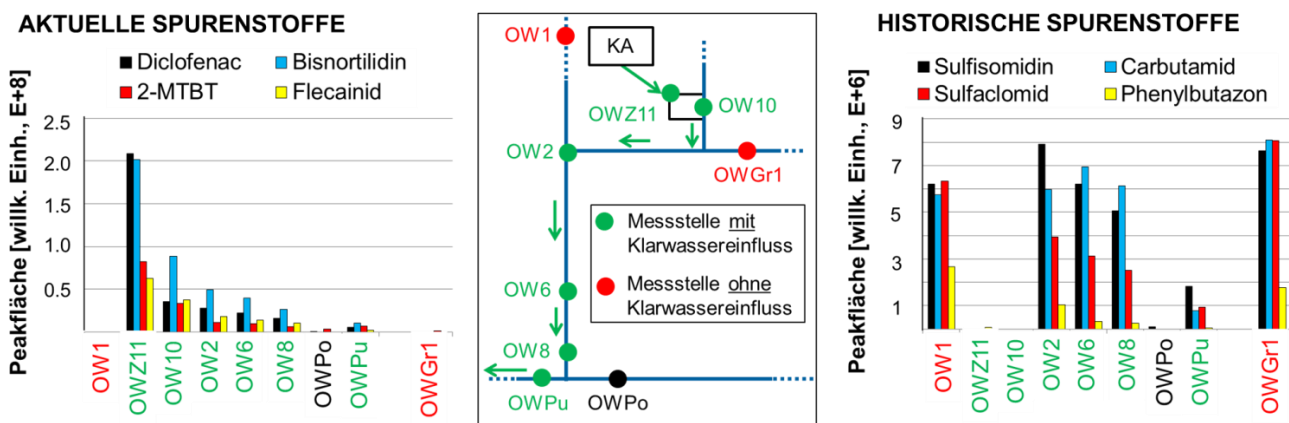 AKTUELLE SPURENSTOFFE
Diclofenac
Bisnortilidin
2-MTBT
Flecainid
Peakfläche [willk. Einh., E+8]
2.5
2.0
1.5
1.0
0.5
OW1
OWZ11
OW10
OW2
OW6
OW8
OWPo
OWPu
OWGr1
OW1
KA
OWZ11
OW10
OW2
OWGr1
Messstelle mit
Klarwassereinfluss
Messstelle ohne
Klarwassereinfluss
OW6
OW8
OWPu
OWPo
HISTORISCHE SPURENSTOFFE
Sulfisomidin
Carbutamid
Sulfaclomid
Phenylbutazon
Peakfläche [willk. Einh., E+6]
9
7
5
3
1
OW1
OWZ11
OW10
OW2
OW6
OW8
OWPo
OWPu
OWGr1